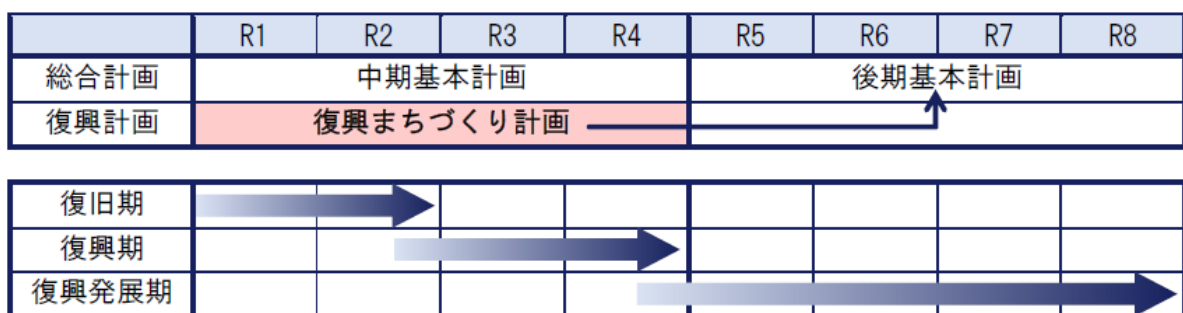 R1 R2 R3 R4 R5 R6 R7 R8
総合計画 中期基本計画 後期基本計画
復興計画 復興まちづくり計画
復旧期
復興期
復興発展期